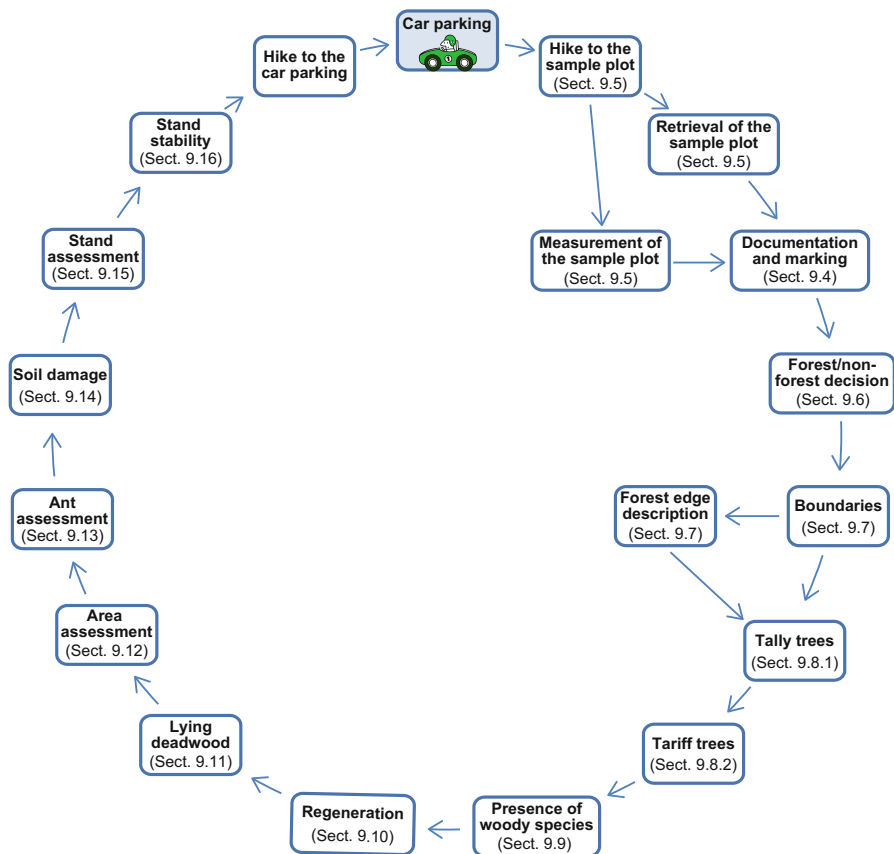 Car parking
1
Hike to the
sample plot
(Sect. 9.5)
Retrieval of the
sample plot
(Sect. 9.5)
Measurement of
the sample plot
(Sect. 9.5)
Documentation
and marking
(Sect. 9.4)
Forest/non-
forest decision
(Sect. 9.6)
Boundaries
(Sect. 9.7)
Forest edge
description
(Sect. 9.7)
Tally trees
(Sect. 9.8.1)
Tariff trees
(Sect. 9.8.2)
Presence of
woody species
(Sect. 9.9)
Regeneration
(Sect. 9.10)
Lying
deadwood
(Sect. 9.11)
Area
assessment
(Sect. 9.12)
Ant
assessment
(Sect. 9.13)
Soil damage
(Sect. 9.14)
Stand
assessment
(Sect. 9.15)
Stand
stability
(Sect. 9.16)
Hike to the
car parking